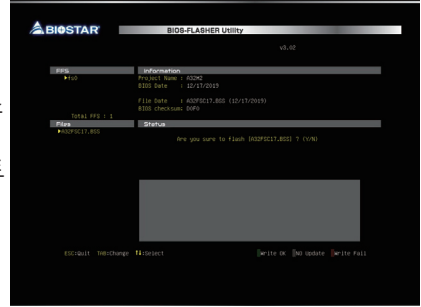 BIOSTAR
BIOS-FLASHER Utility
v3.02
FFS
▶fs0
Total FFS : 1
Information
Project Name : A32M2
BIOS Date : 12/17/2019
File Date : A32FSC17.BSS (12/17/2019)
BIOS checksum: D0F0
Files
▶A32FSC17.BSS
Status
Are you sure to flash [A32FSC17.BSS] ? (Y/N)
ESC:Quit TAB:Change ↑↓:Select
Write OK NO Update Write Fail